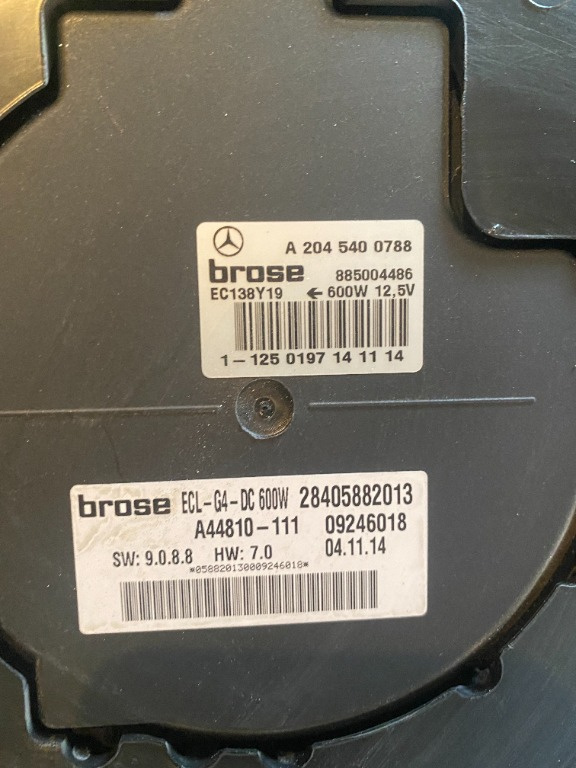 A 204 540 0788
brose 885004486
EC138Y19 ← 600W 12,5V
1-125 0197 14 11 14
brose ECL-G4-DC 600W 28405882013
A44810-111 09246018
SW: 9.0.8.8 HW: 7.0 04.11.14
*058820130009246018*